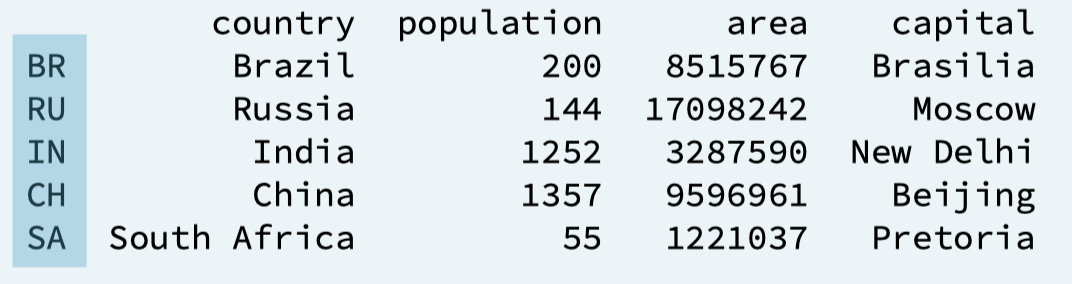 country population area capital
BR Brazil 200 8515767 Brasilia
RU Russia 144 17098242 Moscow
IN India 1252 3287590 New Delhi
CH China 1357 9596961 Beijing
SA South Africa 55 1221037 Pretoria